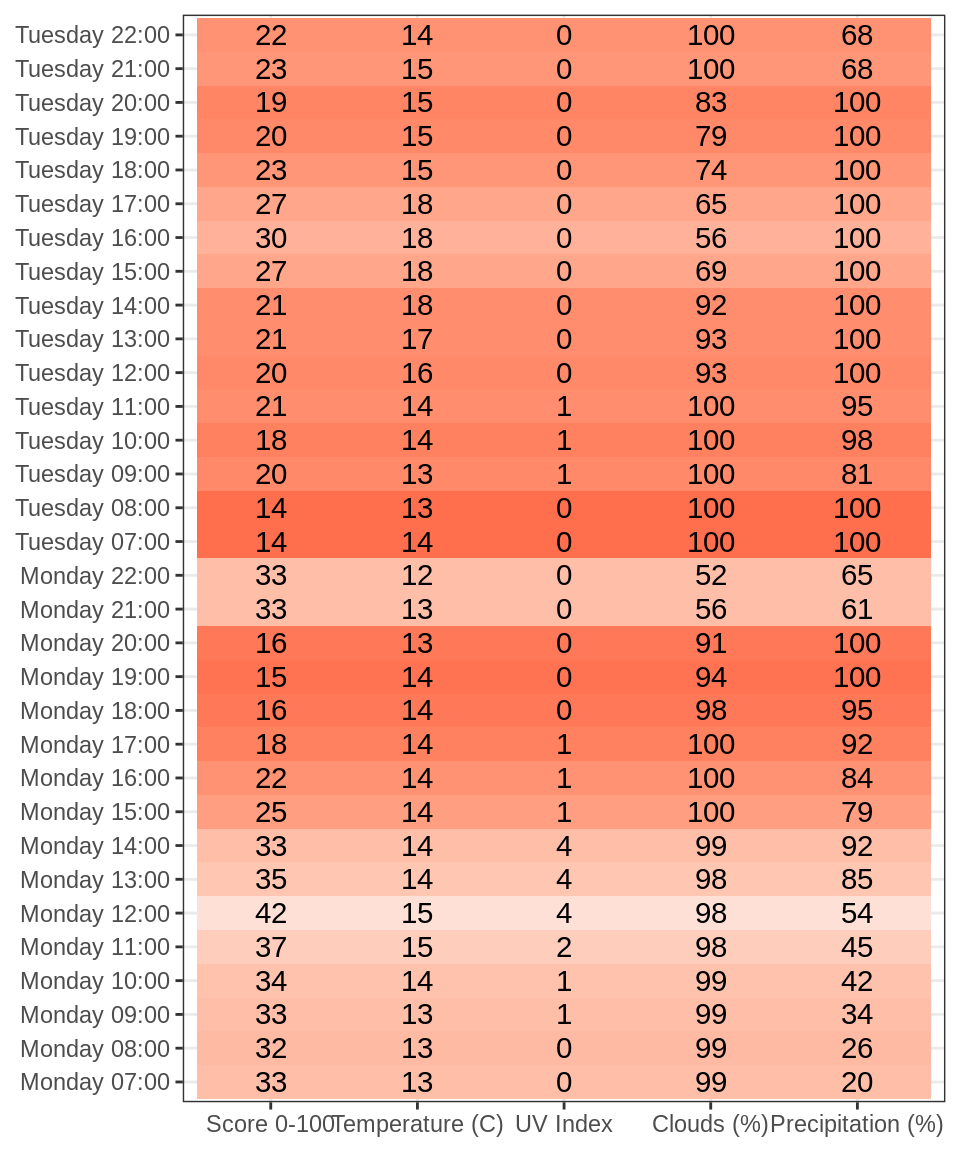 Tuesday 22:00 22 14 0 100 68
Tuesday 21:00 23 15 0 100 68
Tuesday 20:00 19 15 0 83 100
Tuesday 19:00 20 15 0 79 100
Tuesday 18:00 23 15 0 74 100
Tuesday 17:00 27 18 0 65 100
Tuesday 16:00 30 18 0 56 100
Tuesday 15:00 27 18 0 69 100
Tuesday 14:00 21 18 0 92 100
Tuesday 13:00 21 17 0 93 100
Tuesday 12:00 20 16 0 93 100
Tuesday 11:00 21 14 1 100 95
Tuesday 10:00 18 14 1 100 98
Tuesday 09:00 20 13 1 100 81
Tuesday 08:00 14 13 0 100 100
Tuesday 07:00 14 14 0 100 100
Monday 22:00 33 12 0 52 65
Monday 21:00 33 13 0 56 61
Monday 20:00 16 13 0 91 100
Monday 19:00 15 14 0 94 100
Monday 18:00 16 14 0 98 95
Monday 17:00 18 14 1 100 92
Monday 16:00 22 14 1 100 84
Monday 15:00 25 14 1 100 79
Monday 14:00 33 14 4 99 92
Monday 13:00 35 14 4 98 85
Monday 12:00 42 15 4 98 54
Monday 11:00 37 15 2 98 45
Monday 10:00 34 14 1 99 42
Monday 09:00 33 13 1 99 34
Monday 08:00 32 13 0 99 26
Monday 07:00 33 13 0 99 20
Score 0-100 Temperature (C) UV Index Clouds (%) Precipitation (%)